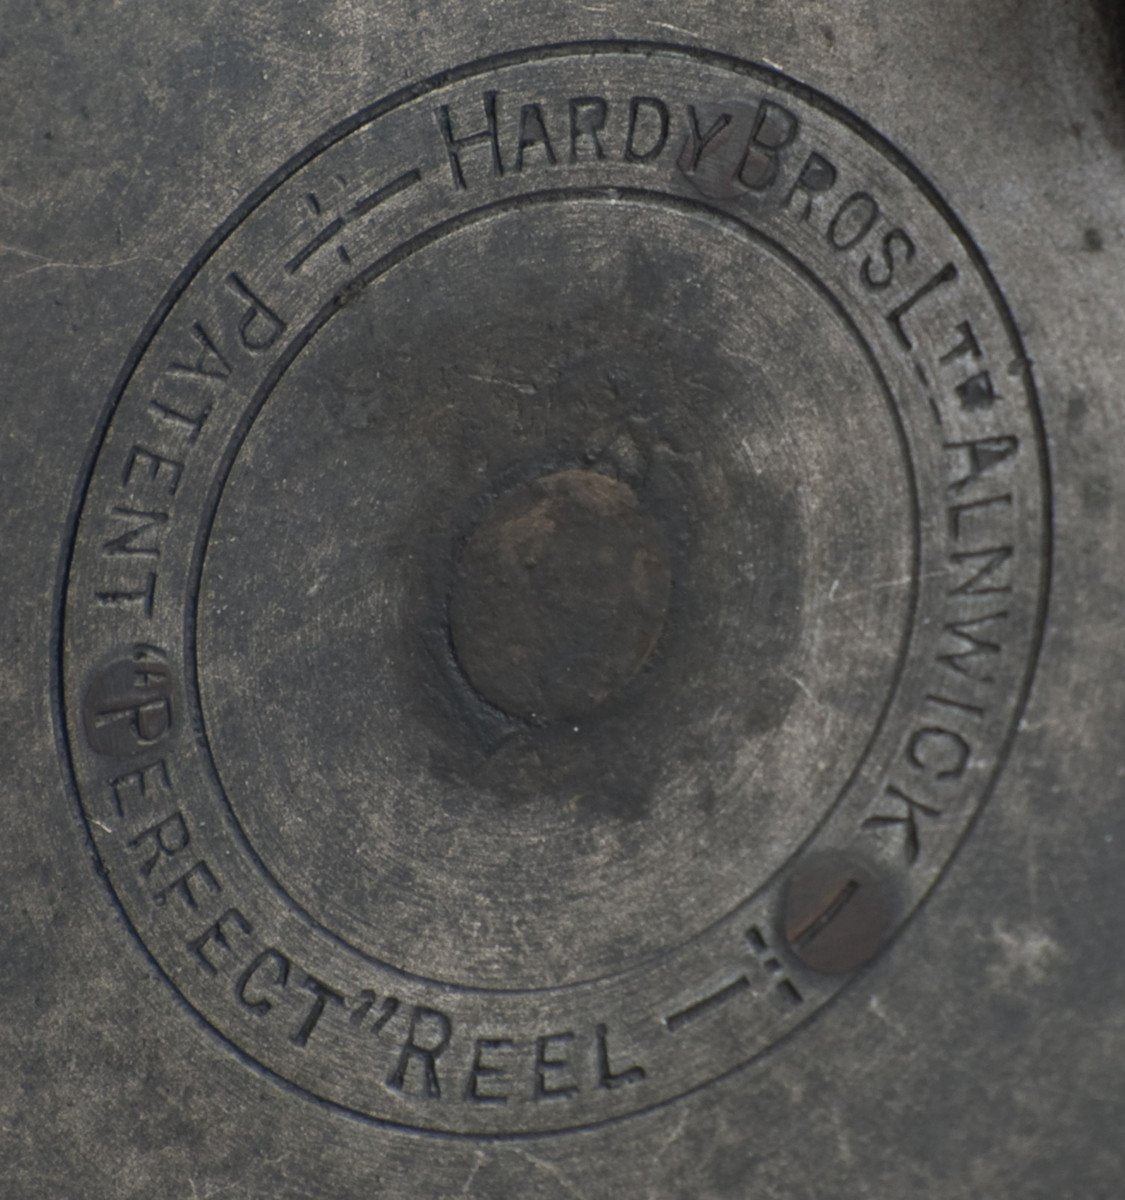 HARDY BROS LTD ALNWICK
PATENT "PERFECT" REEL